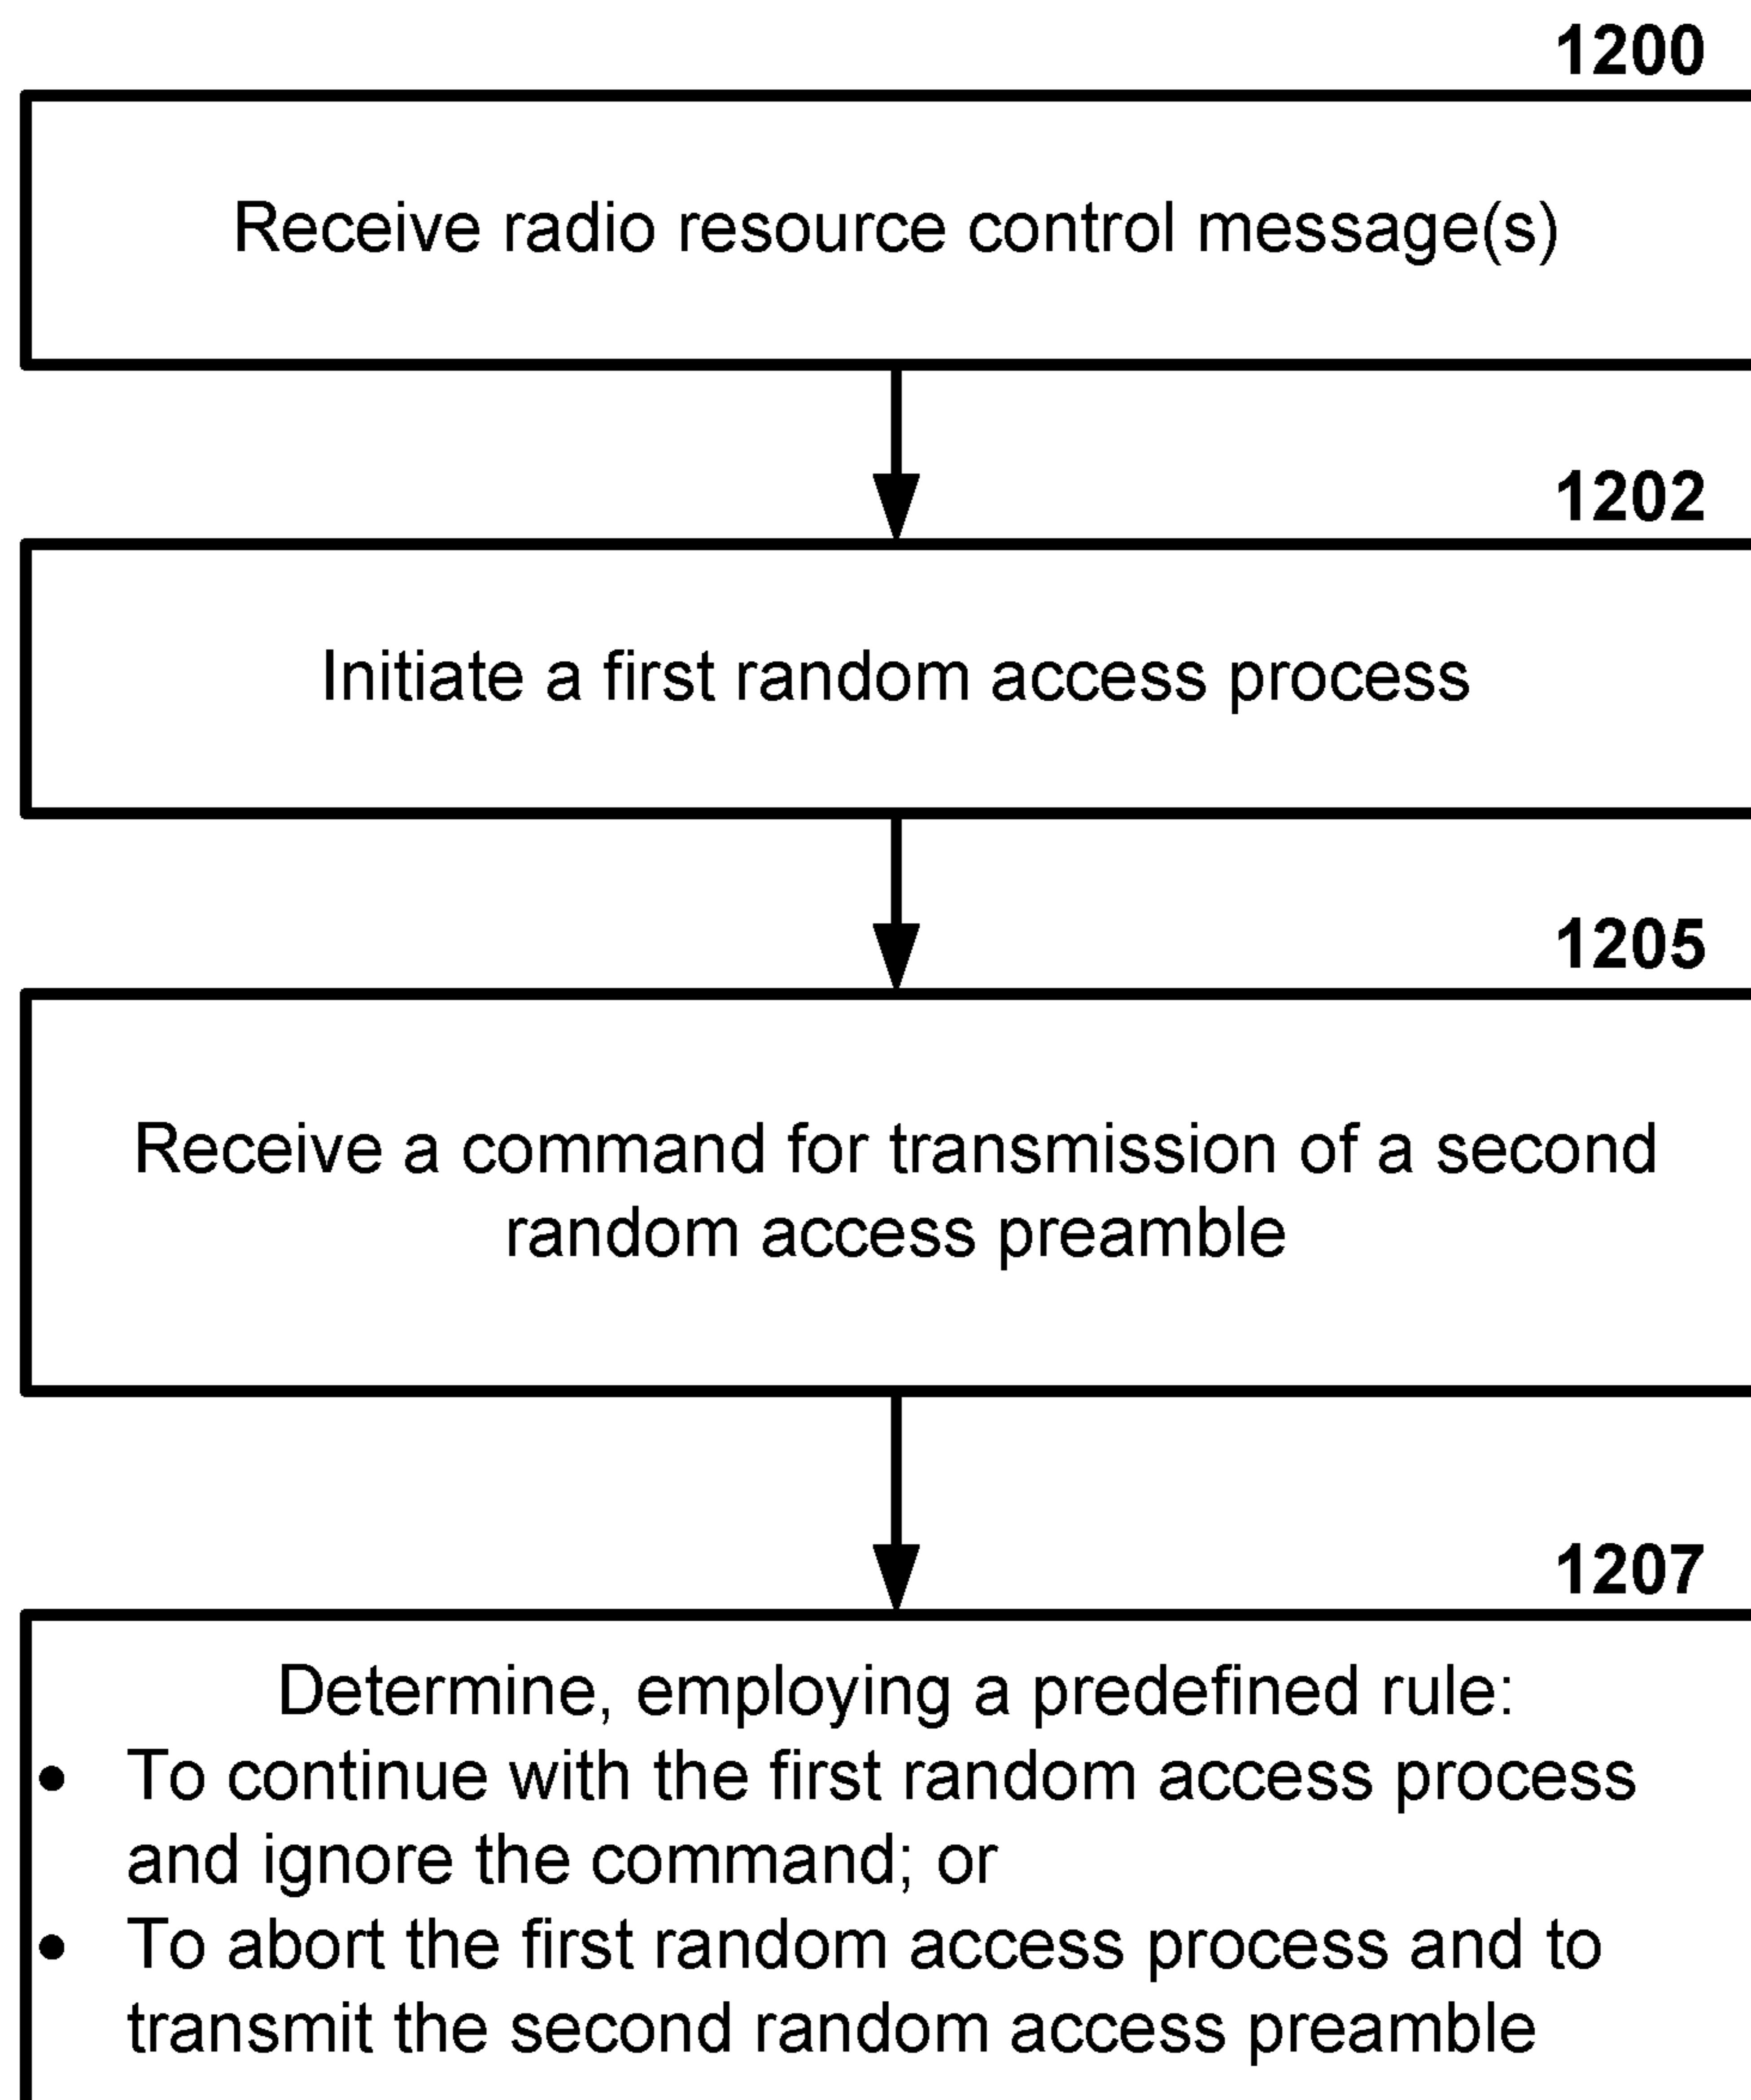 1200
Receive radio resource control message(s)
1202
Initiate a first random access process
1205
Receive a command for transmission of a second
random access preamble
1207
Determine, employing a predefined rule:
• To continue with the first random access process
and ignore the command; or
• To abort the first random access process and to
transmit the second random access preamble